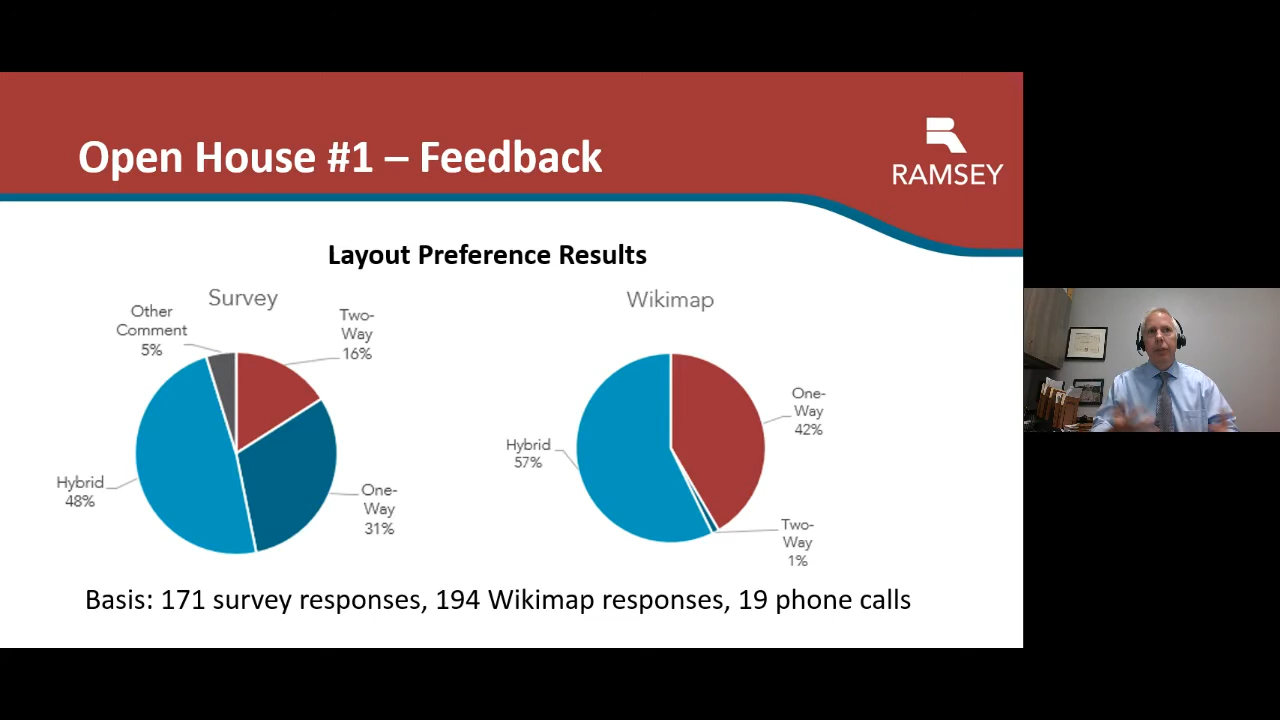 Open House #1 – Feedback
RAMSEY
Layout Preference Results
Survey
Other
Comment
5%
Two-
Way
16%
Hybrid
48%
One-
Way
31%
Wikimap
One-
Way
42%
Hybrid
57%
Two-
Way
1%
Basis: 171 survey responses, 194 Wikimap responses, 19 phone calls